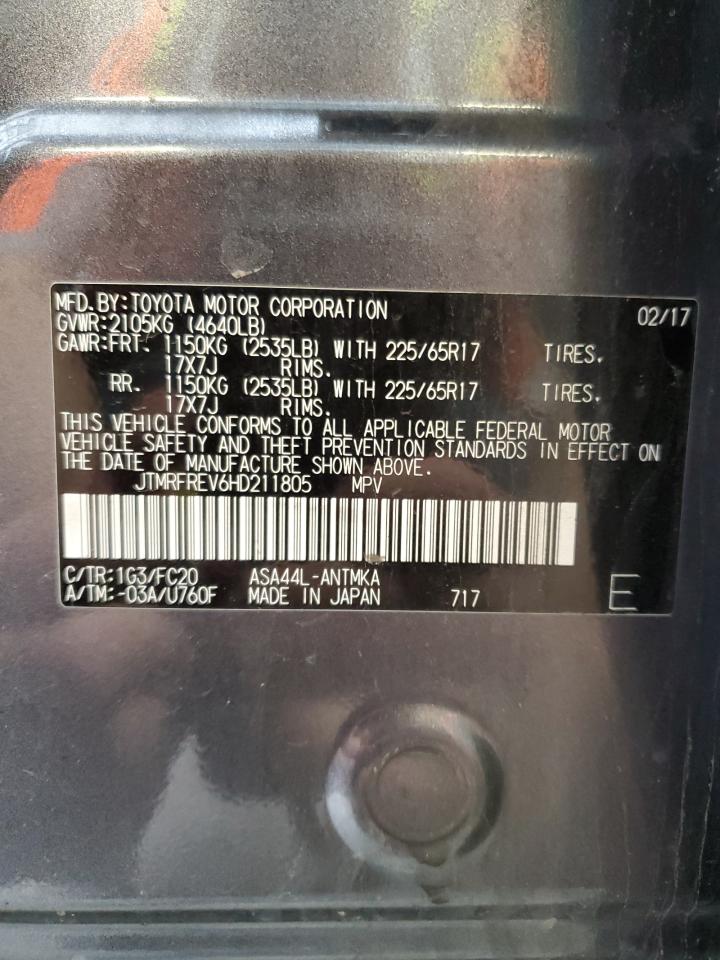 MFD. BY: TOYOTA MOTOR CORPORATION 02/17
GVWR: 2105KG (4640LB)
GAWR: FRT. 1150KG (2535LB) WITH 225/65R17 TIRES.
17X7J RIMS.
RR. 1150KG (2535LB) WITH 225/65R17 TIRES.
17X7J RIMS.
THIS VEHICLE CONFORMS TO ALL APPLICABLE FEDERAL MOTOR
VEHICLE SAFETY AND THEFT PREVENTION STANDARDS IN EFFECT ON
THE DATE OF MANUFACTURE SHOWN ABOVE.
JTMRFREV6HD211805 MPV
C/TR: 1G3/FC20 ASA44L-ANTMKA
A/TM: -03A/U760F MADE IN JAPAN 717 E